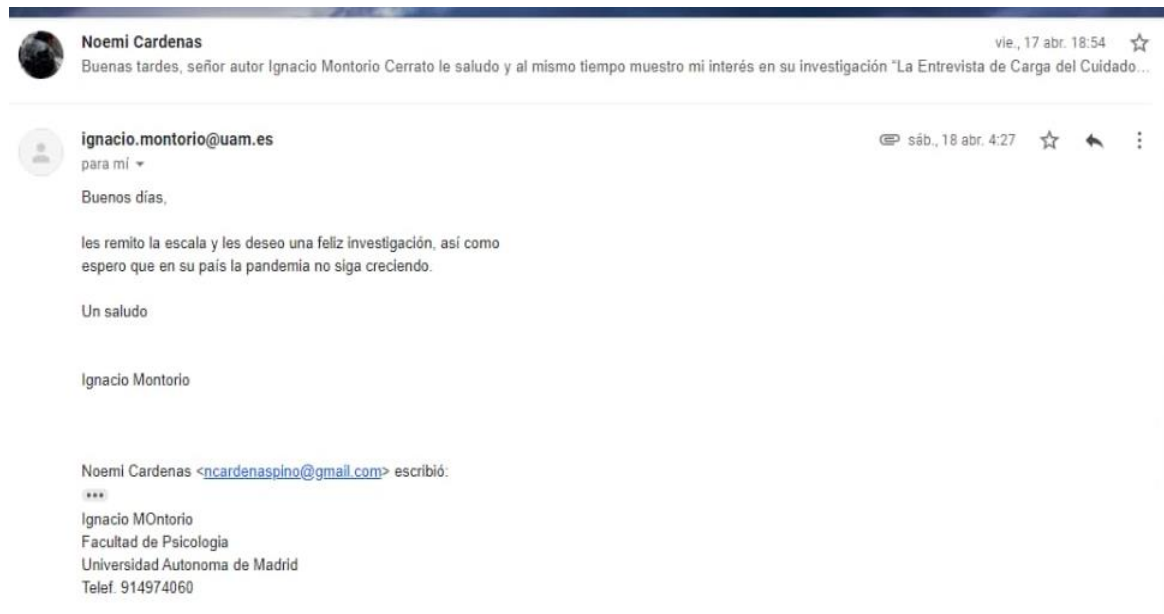 Noemi Cardenas
vie., 17 abr. 18:54
Buenas tardes, señor autor Ignacio Montorio Cerrato le saludo y al mismo tiempo muestro mi interés en su investigación “La Entrevista de Carga del Cuidado...
ignacio.montorio@uam.es
sáb., 18 abr. 4:27
para mí
Buenos días,
les remito la escala y les deseo una feliz investigación, así como
espero que en su país la pandemia no siga creciendo.
Un saludo
Ignacio Montorio
Noemi Cardenas <ncardenaspino@gmail.com> escribió:
•••
Ignacio MOntorio
Facultad de Psicologia
Universidad Autonoma de Madrid
Telef. 914974060